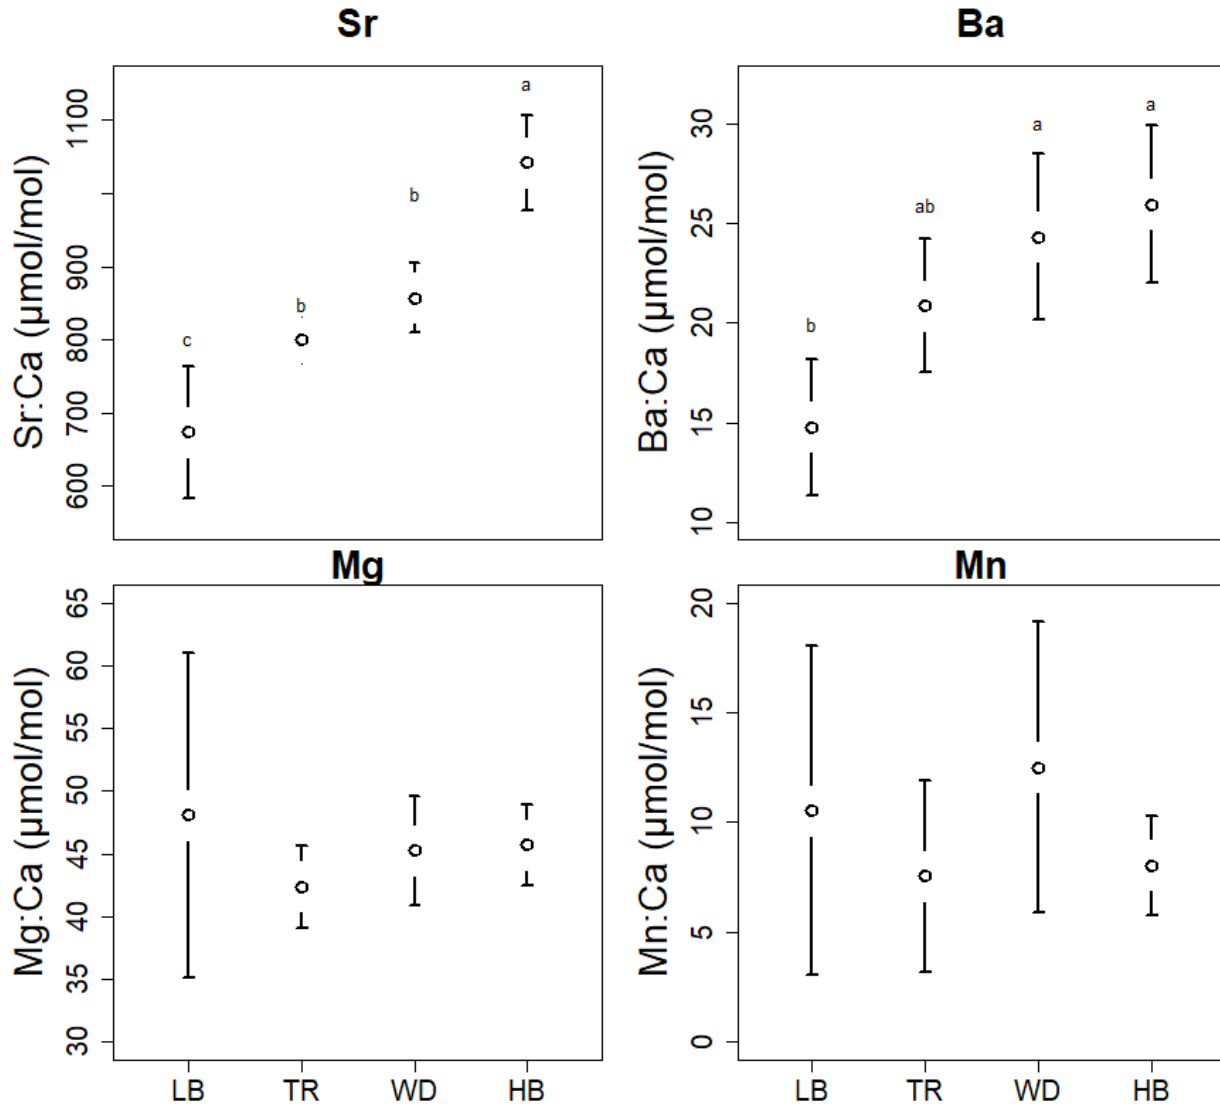 Sr
Sr:Ca (µmol/mol)
1100
900
800
700
600
c
b
b
a
Ba
Ba:Ca (µmol/mol)
30
25
20
15
10
b
ab
a
a
Mg
Mg:Ca (µmol/mol)
65
60
55
50
45
40
35
30
LB TR WD HB
Mn
Mn:Ca (µmol/mol)
20
15
10
5
0
LB TR WD HB